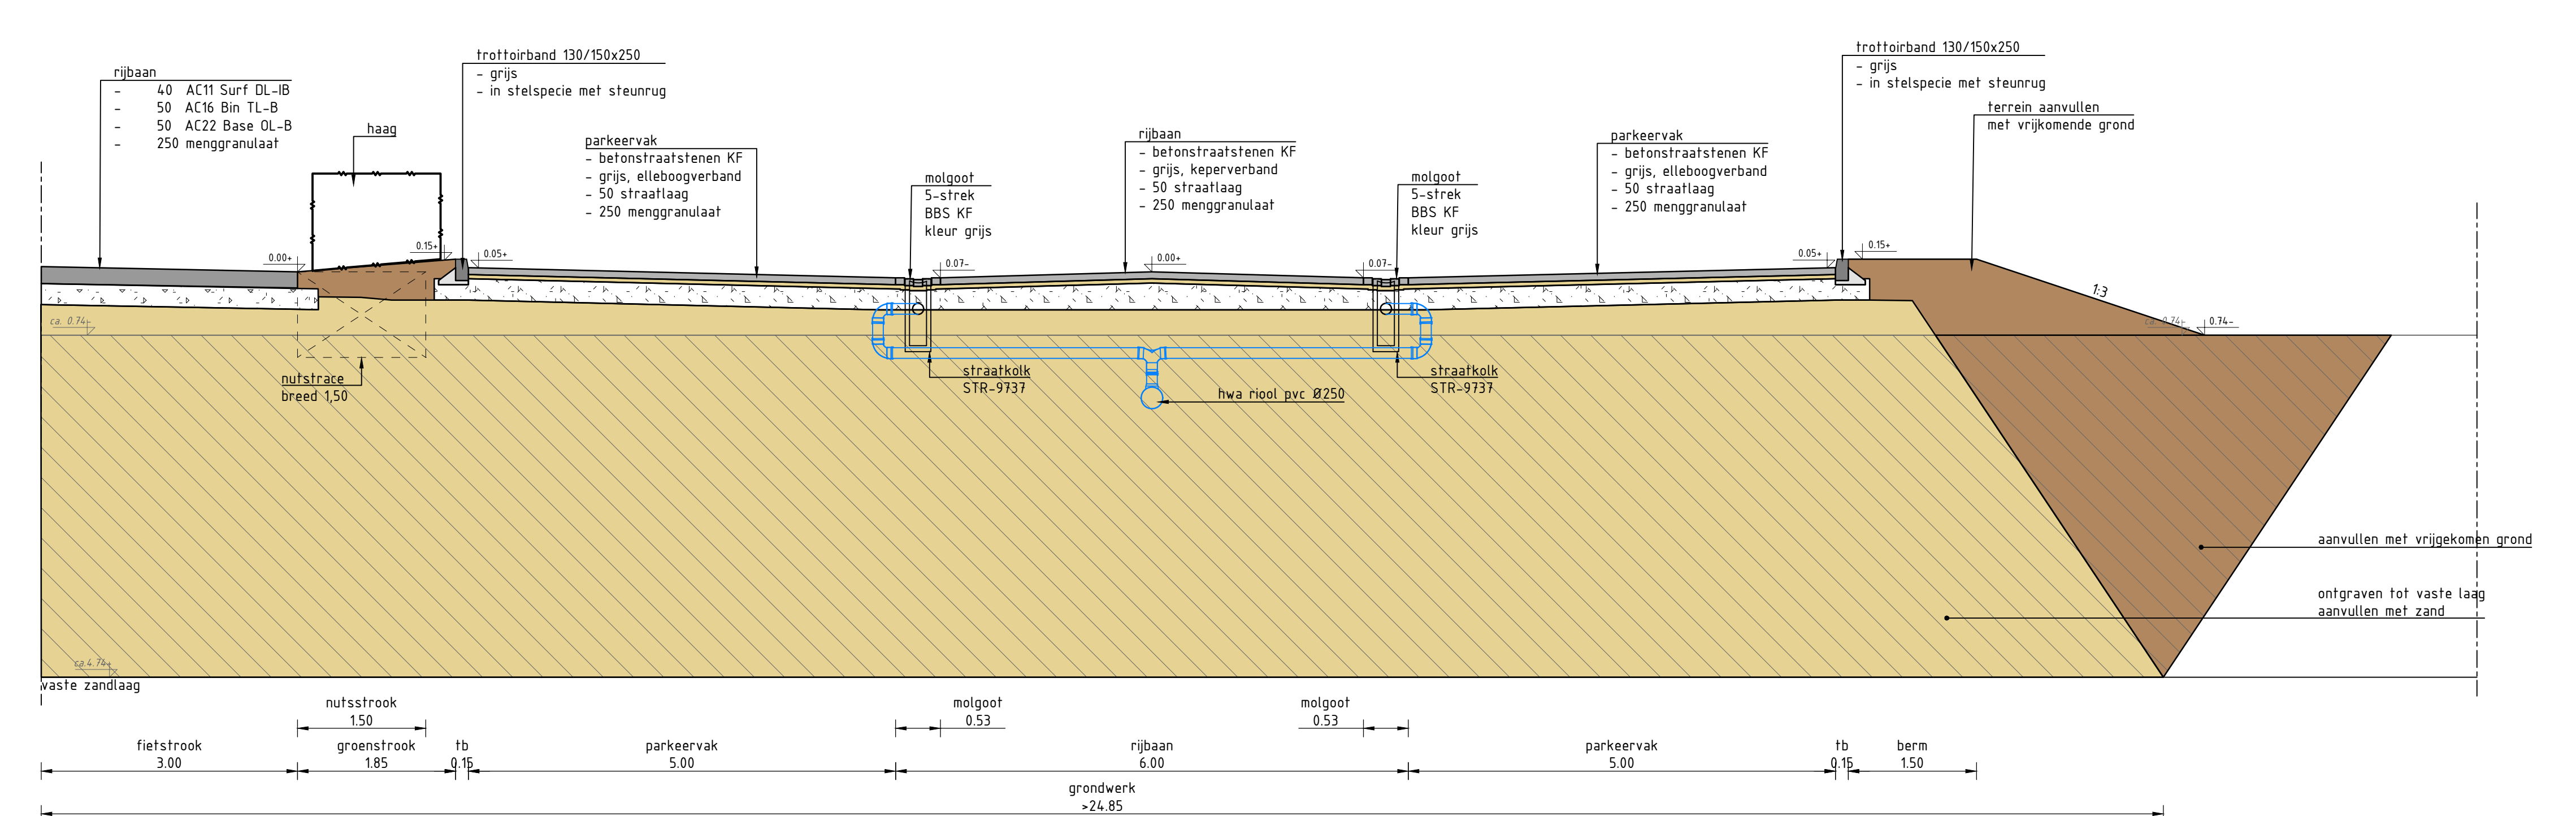 rijbaan
- 40 AC11 Surf DL-IB
- 50 AC16 Bin TL-B
- 50 AC22 Base OL-B
- 250 menggranulaat
haag
trottoirband 130/150x250
- grijs
- in stelspecie met steunrug
parkeervak
- betonstraatstenen KF
- grijs, elleboogverband
- 50 straatlaag
- 250 menggranulaat
molgoot
5-strek
BBS KF
kleur grijs
rijbaan
- betonstraatstenen KF
- grijs, keperverband
- 50 straatlaag
- 250 menggranulaat
molgoot
5-strek
BBS KF
kleur grijs
parkeervak
- betonstraatstenen KF
- grijs, elleboogverband
- 50 straatlaag
- 250 menggranulaat
trottoirband 130/150x250
- grijs
- in stelspecie met steunrug
terrein aanvullen
met vrijkomende grond
0.00+
0.15+
0.05+
0.07-
0.00+
0.07-
0.05+
0.15+
1:3
ca. 0.74-
ca. 0.74-
0.74-
nutstrace
breed 1,50
straatkolk
STR-9737
hwa riool pvc Ø250
straatkolk
STR-9737
aanvullen met vrijgekomen grond
ontgraven tot vaste laag
aanvullen met zand
ca.4.74+
vaste zandlaag
nutsstrook
1.50
molgoot
0.53
molgoot
0.53
fietstrook
3.00
groenstrook
1.85
tb
0.15
parkeervak
5.00
rijbaan
6.00
parkeervak
5.00
tb
0.15
berm
1.50
grondwerk
>24.85